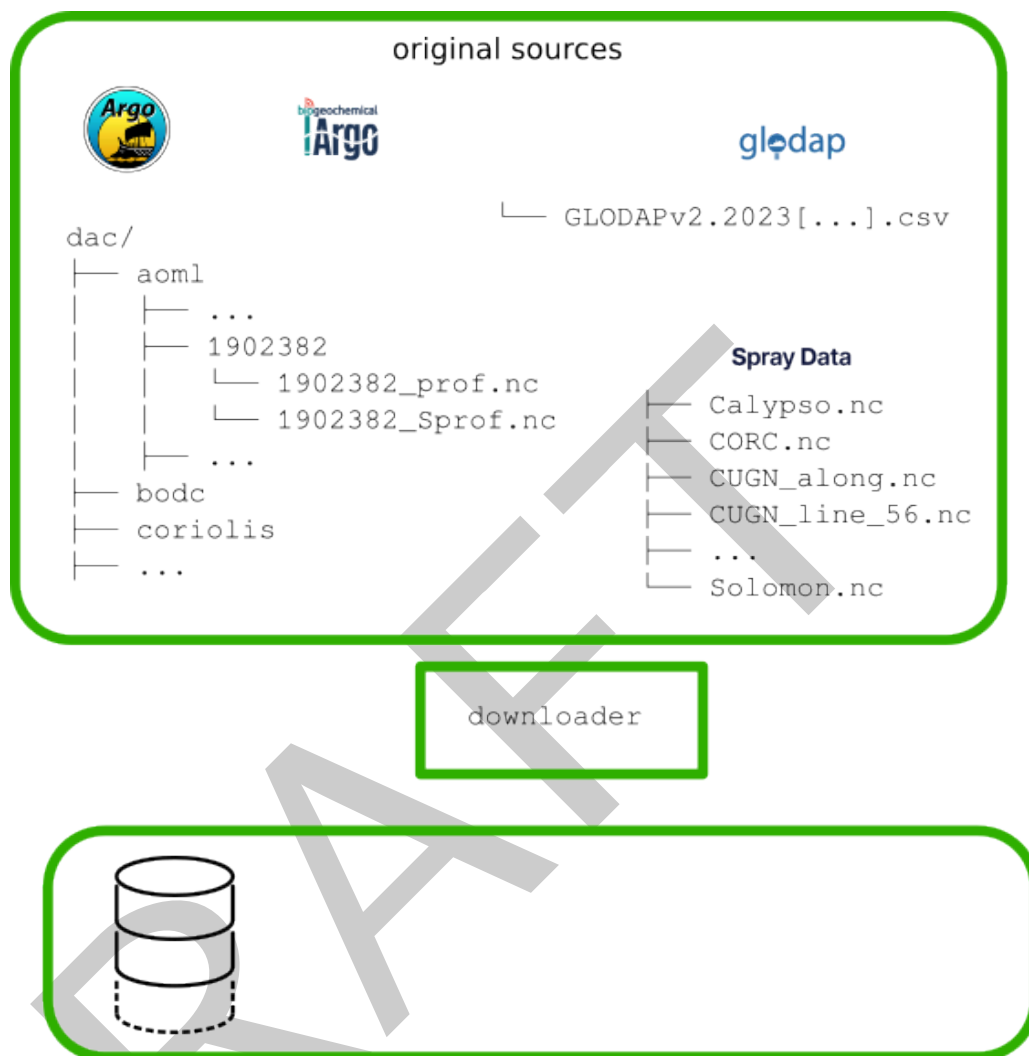 original sources
Argo
biogeochemical
Argo
glodap
└── GLODAPv2.2023[...].csv
dac/
├── aoml
│ ├── ...
│ ├── 1902382
│ │ └── 1902382_prof.nc
│ │ └── 1902382_Sprof.nc
│ ├── ...
├── bodc
├── coriolis
├── ...
Spray Data
├── Calypso.nc
├── CORC.nc
├── CUGN_along.nc
├── CUGN_line_56.nc
├── ...
└── Solomon.nc
downloader
RAFT